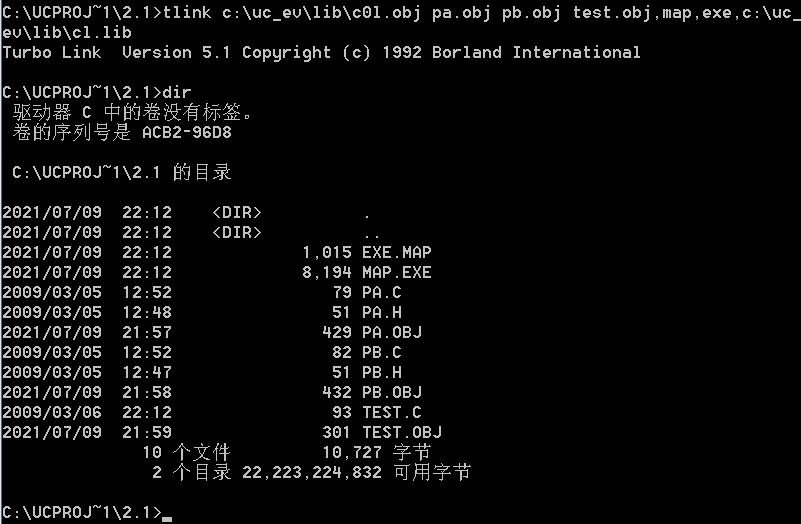 C:\UCPROJ~1\2.1>tlink c:\uc_ev\lib\c0l.obj pa.obj pb.obj test.obj,map,exe,c:\uc_
ev\lib\cl.lib
Turbo Link  Version 5.1 Copyright (c) 1992 Borland International
C:\UCPROJ~1\2.1>dir
驱动器 C 中的卷没有标签。
卷的序列号是 ACB2-96D8
C:\UCPROJ~1\2.1 的目录
2021/07/09  22:12    <DIR>          .
2021/07/09  22:12    <DIR>          ..
2021/07/09  22:12             1,015 EXE.MAP
2021/07/09  22:12             8,194 MAP.EXE
2009/03/05  12:52                79 PA.C
2009/03/05  12:48                51 PA.H
2021/07/09  21:57               429 PA.OBJ
2009/03/05  12:52                82 PB.C
2009/03/05  12:47                51 PB.H
2021/07/09  21:58               432 PB.OBJ
2009/03/06  22:12                93 TEST.C
2021/07/09  21:59               301 TEST.OBJ
10 个文件         10,727 字节
2 个目录 22,223,224,832 可用字节
C:\UCPROJ~1\2.1>_